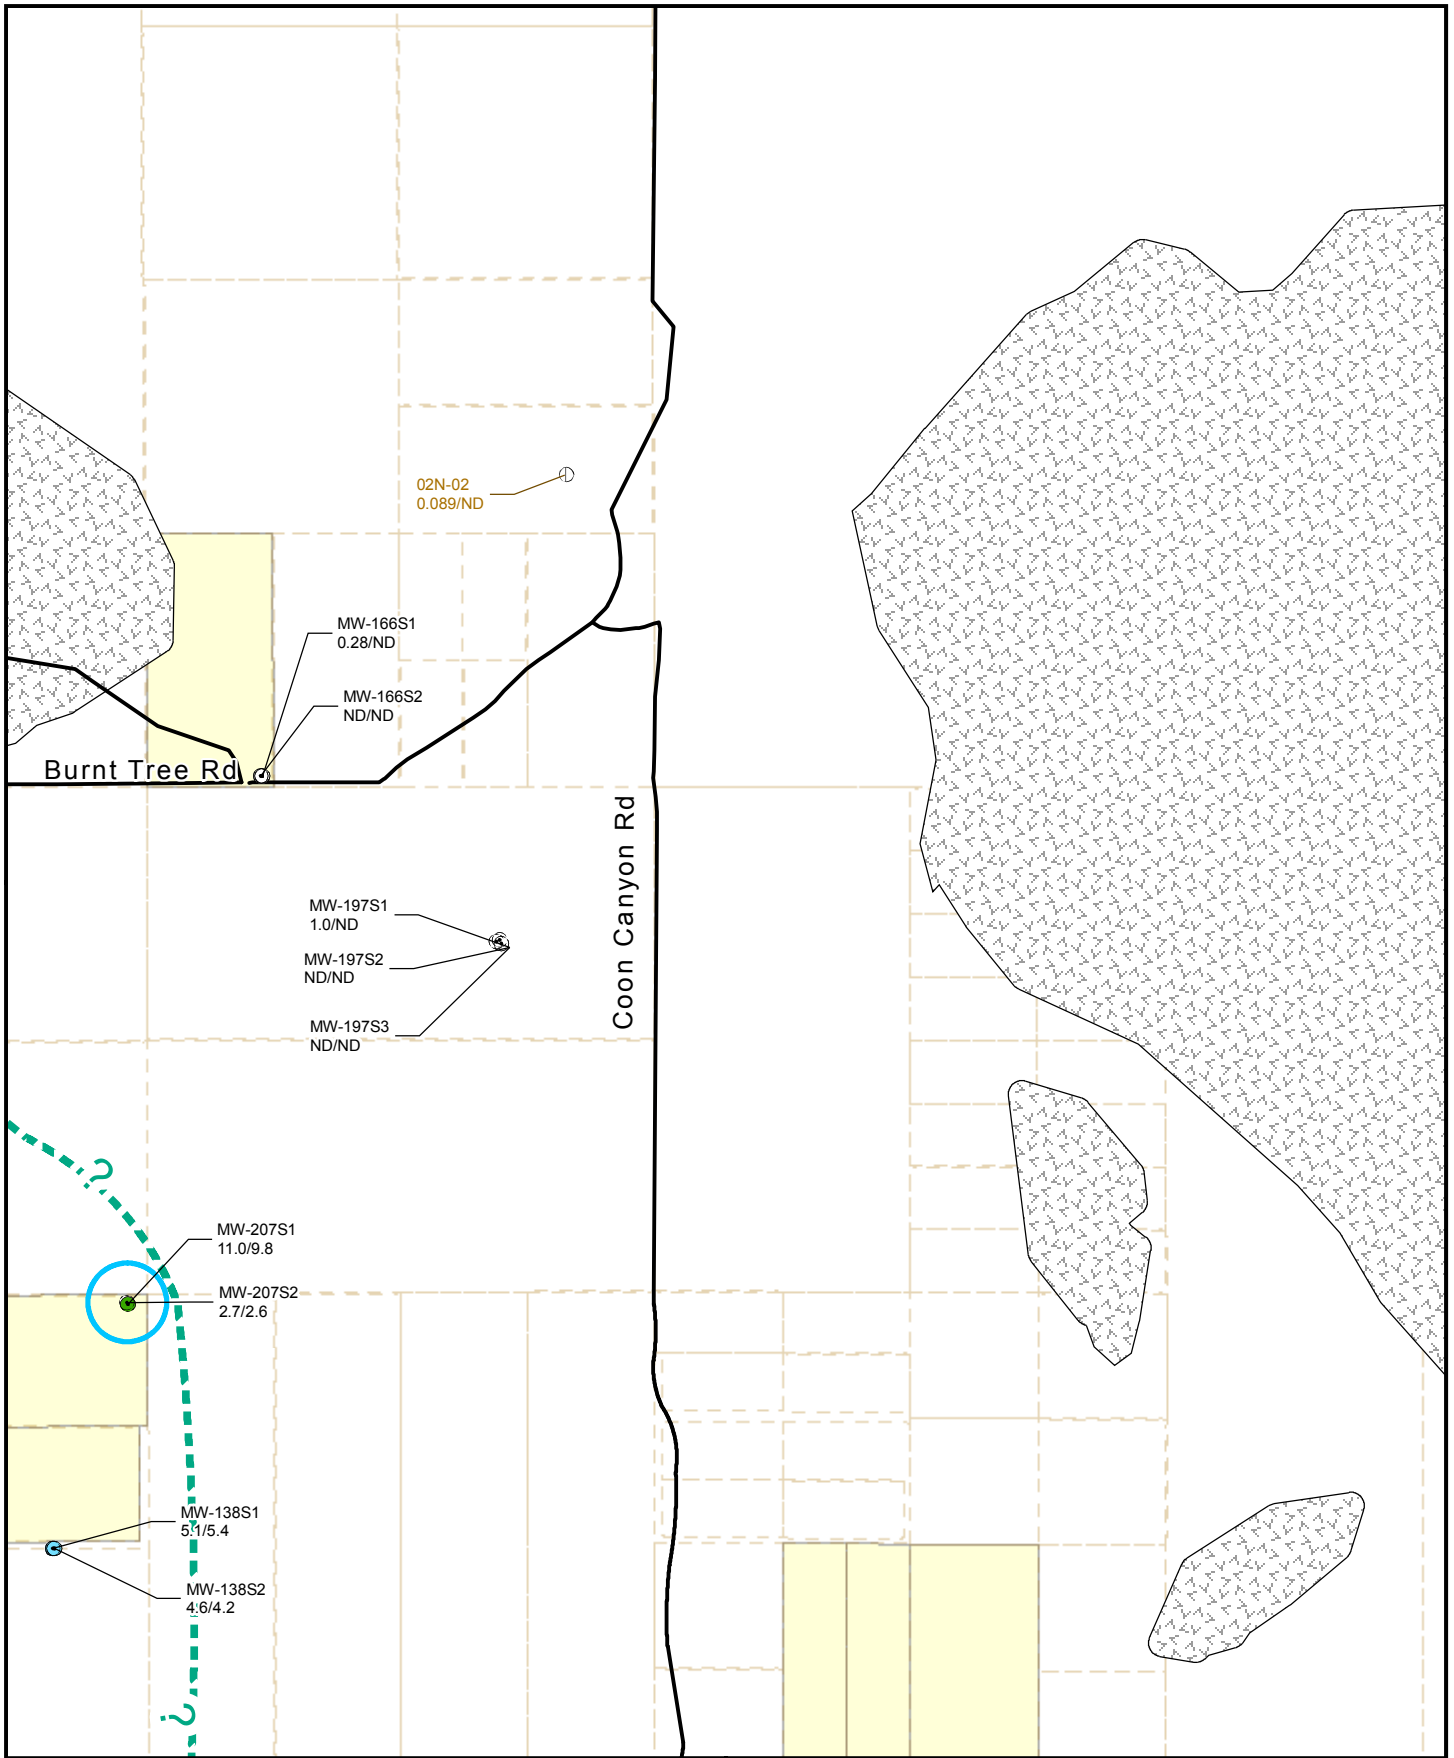 02N-02
0.089/ND
MW-166S1
0.28/ND
MW-166S2
ND/ND
Burnt Tree Rd
Coon Canyon Rd
MW-197S1
1.0/ND
MW-197S2
ND/ND
MW-197S3
ND/ND
?
MW-207S1
11.0/9.8
MW-207S2
2.7/2.6
MW-138S1
5.1/5.4
MW-138S2
4.6/4.2
?